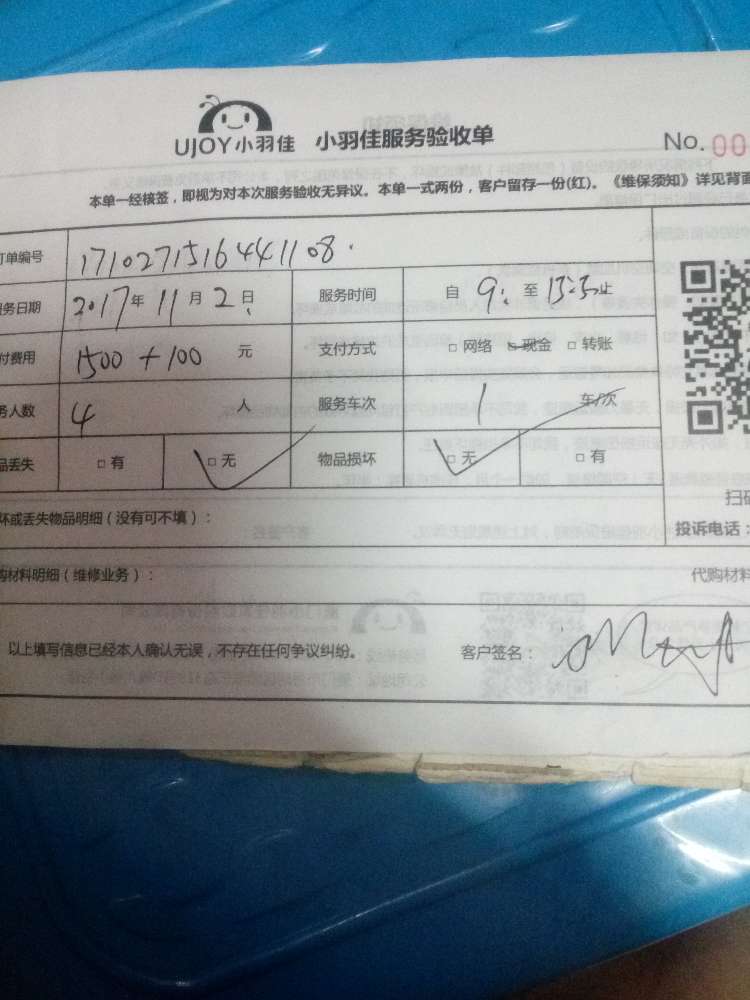 UJOY小羽佳 小羽佳服务验收单
No. 00
本单一经核签，即视为对本次服务验收无异议。本单一式两份，客户留存一份(红)。《维保须知》详见背面
订单编号 1710271516441108
务日期 2017年11月2日 服务时间 自 9: 至 13:30止
付费用 1500+100 元 支付方式 □网络 □现金 □转账
务人数 4 人 服务车次 1 车/次
品丢失 □有 □无 物品损坏 □无 □有
坏或丢失物品明细（没有可不填）：
扫码
投诉电话：
购材料明细（维修业务）：
代购材料
以上填写信息已经本人确认无误，不存在任何争议纠纷。 客户签名：